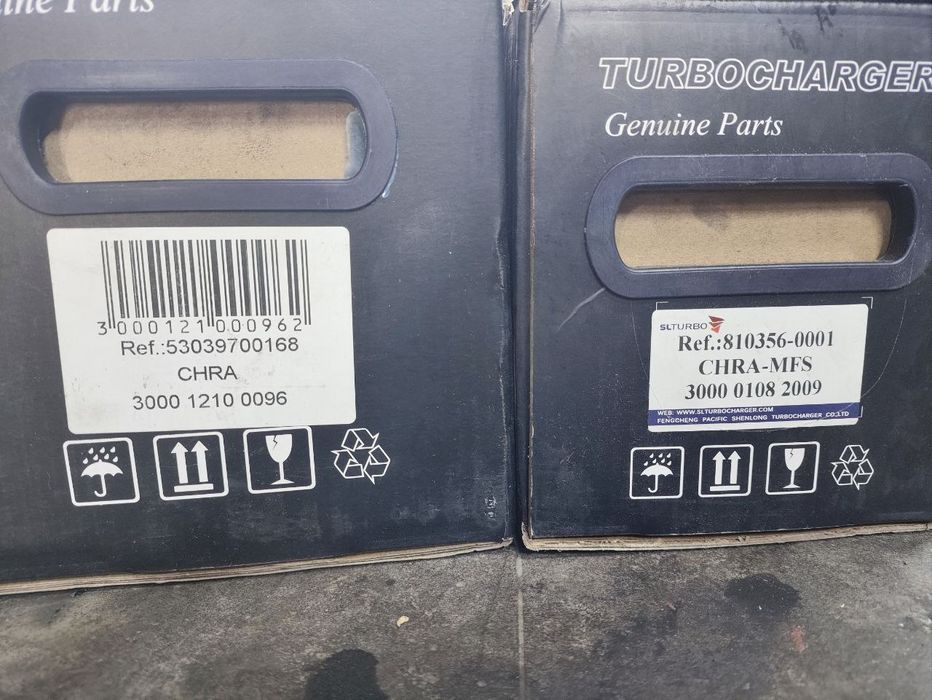 Genuine Parts
3 000121 000962
Ref.:53039700168
CHRA
3000 1210 0096
TURBOCHARGER
Genuine Parts
SLTURBO
Ref.:810356-0001
CHRA-MFS
3000 0108 2009
WEB: WWW.SLTURBOCHARGER.COM
FENGCHENG PACIFIC SHENLONG TURBOCHARGER CO,LTD